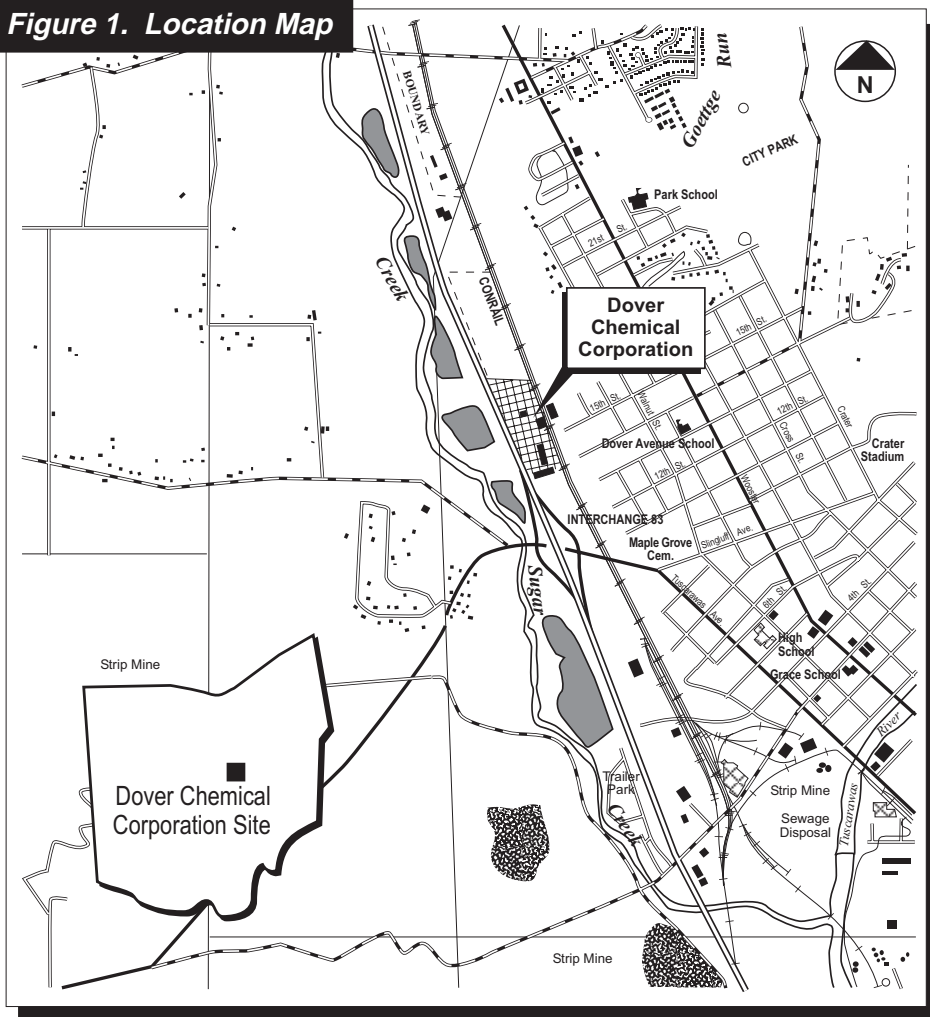 Figure 1. Location Map
N
BOUNDARY
Goettge
Run
CITY PARK
Park School
21st St.
Creek
CONRAIL
Dover
Chemical
Corporation
15th St.
15th St.
Walnut
St.
12th St.
Cross
St.
Crater
Dover Avenue School
12th St.
Crater
Stadium
Wooster
INTERCHANGE 83
Maple Grove
Cem.
Slingluff Ave.
Sugar
Tuscarawas Ave
6th St.
4th St.
High
School
Grace School
Strip Mine
River
Dover Chemical
Corporation Site
Trailer
Park
Strip Mine
Creek
Sewage
Disposal
Tuscarawas
Strip Mine